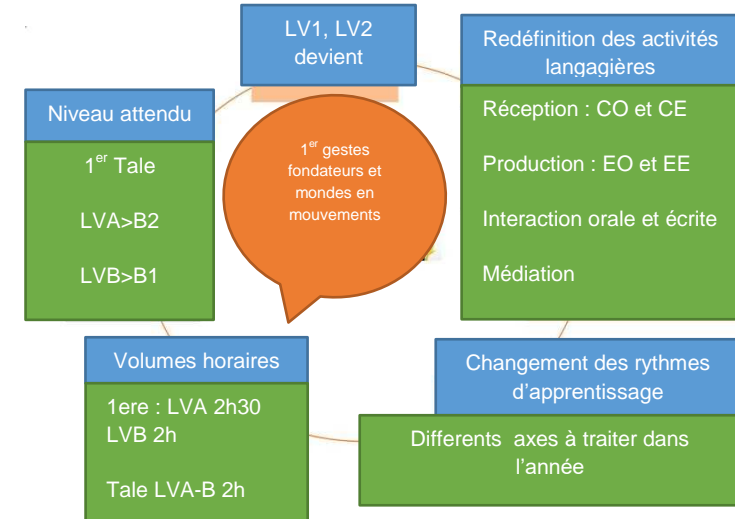 LV1, LV2
devient
Redéfinition des activités
langagières
Réception : CO et CE
Production : EO et EE
Interaction orale et écrite
Médiation
Niveau attendu
1er Tale
LVA>B2
LVB>B1
1er gestes
fondateurs et
mondes en
mouvements
Volumes horaires
1ere : LVA 2h30
LVB 2h
Tale LVA-B 2h
Changement des rythmes
d'apprentissage
Differents axes à traiter dans
l'année